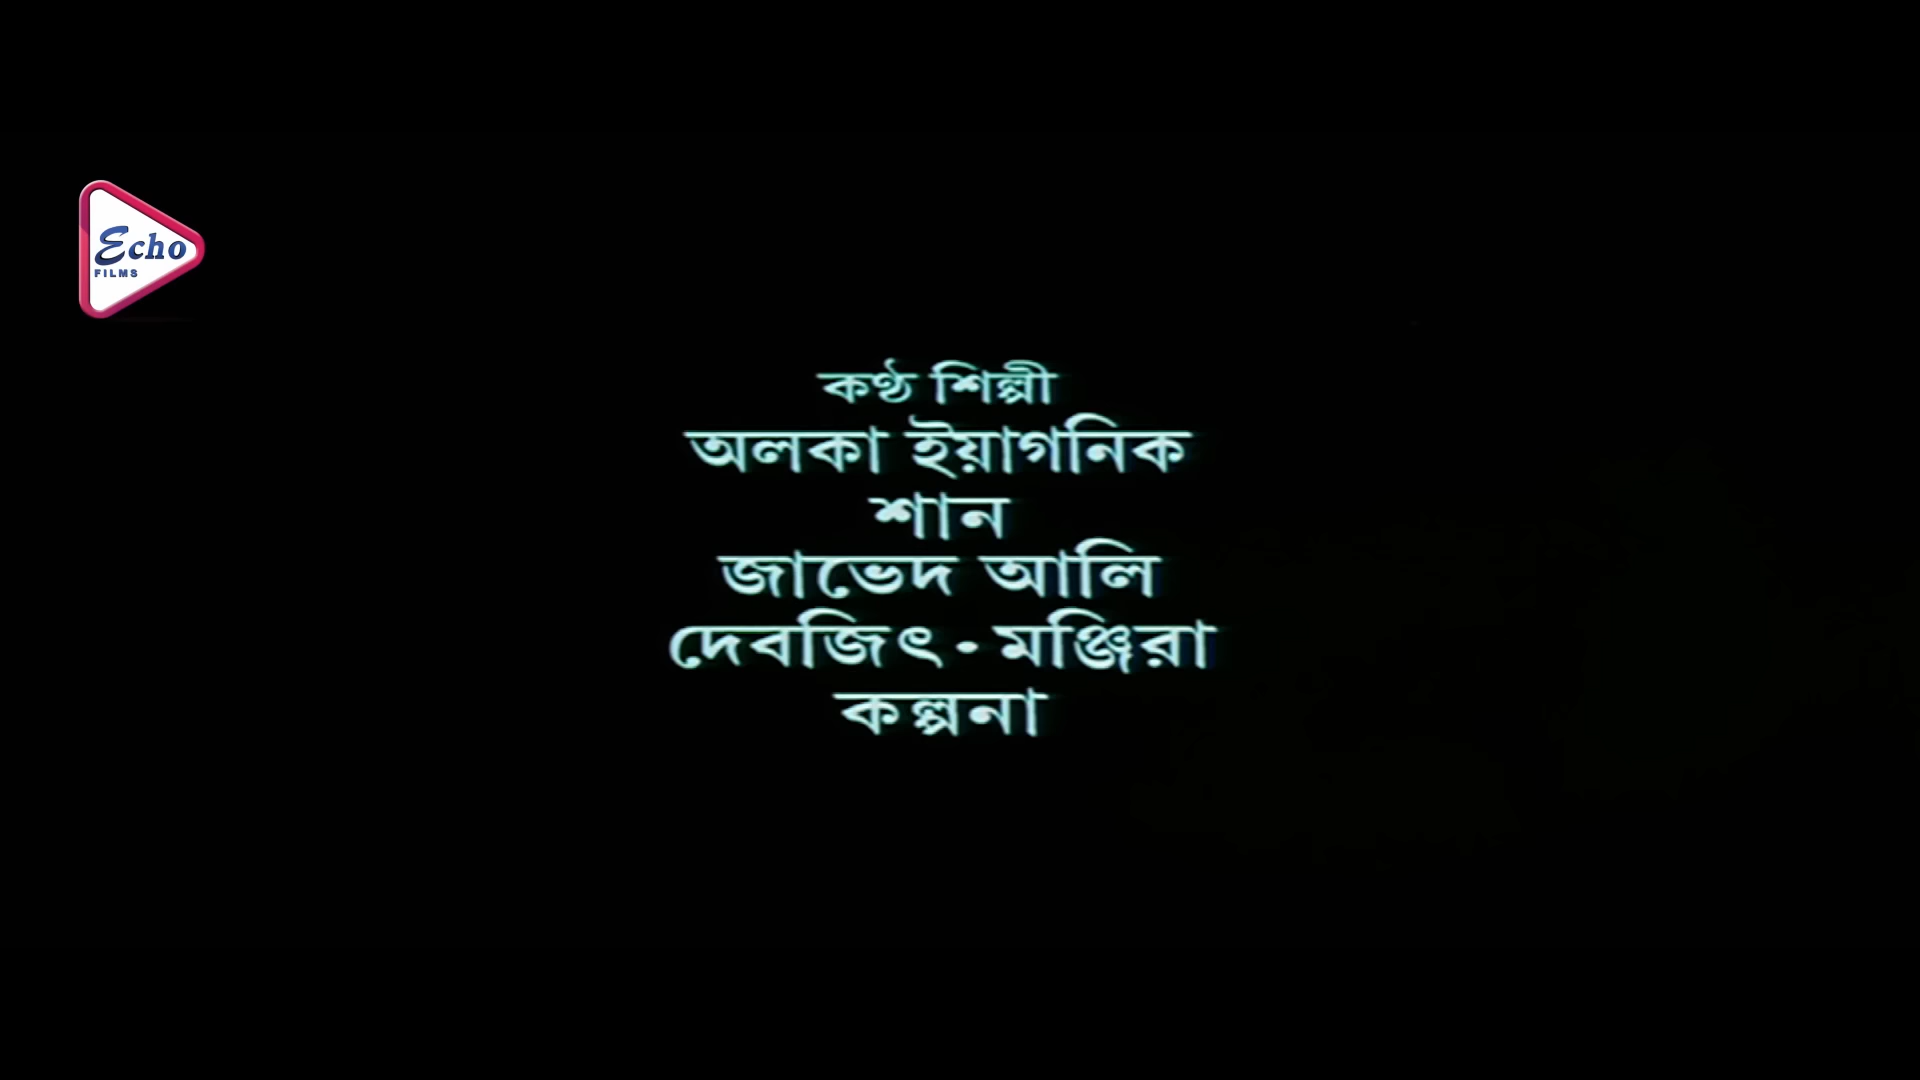 Echo
FILMS
কণ্ঠ শিল্পী
অলকা ইয়াগনিক
শান
জাভেদ আলি
দেবজিৎ • মঞ্জিরা
কল্পনা